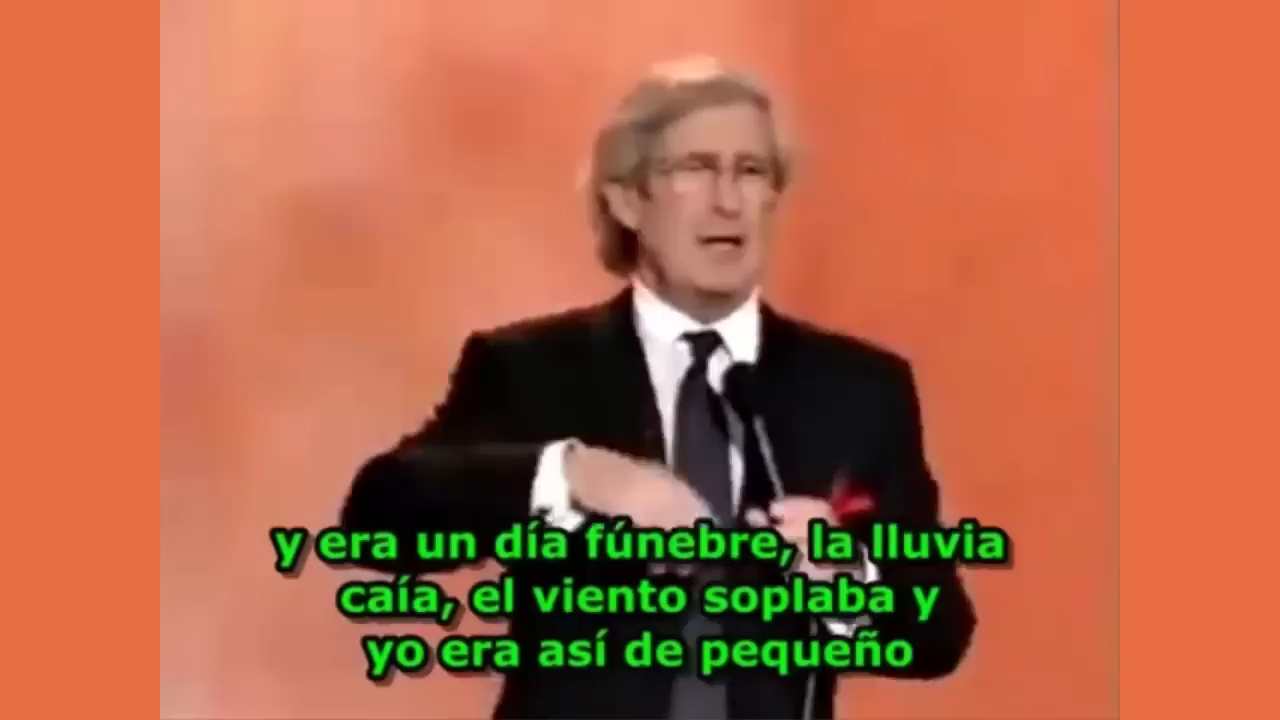 y era un día fúnebre, la lluvia
caía, el viento soplaba y
yo era así de pequeño